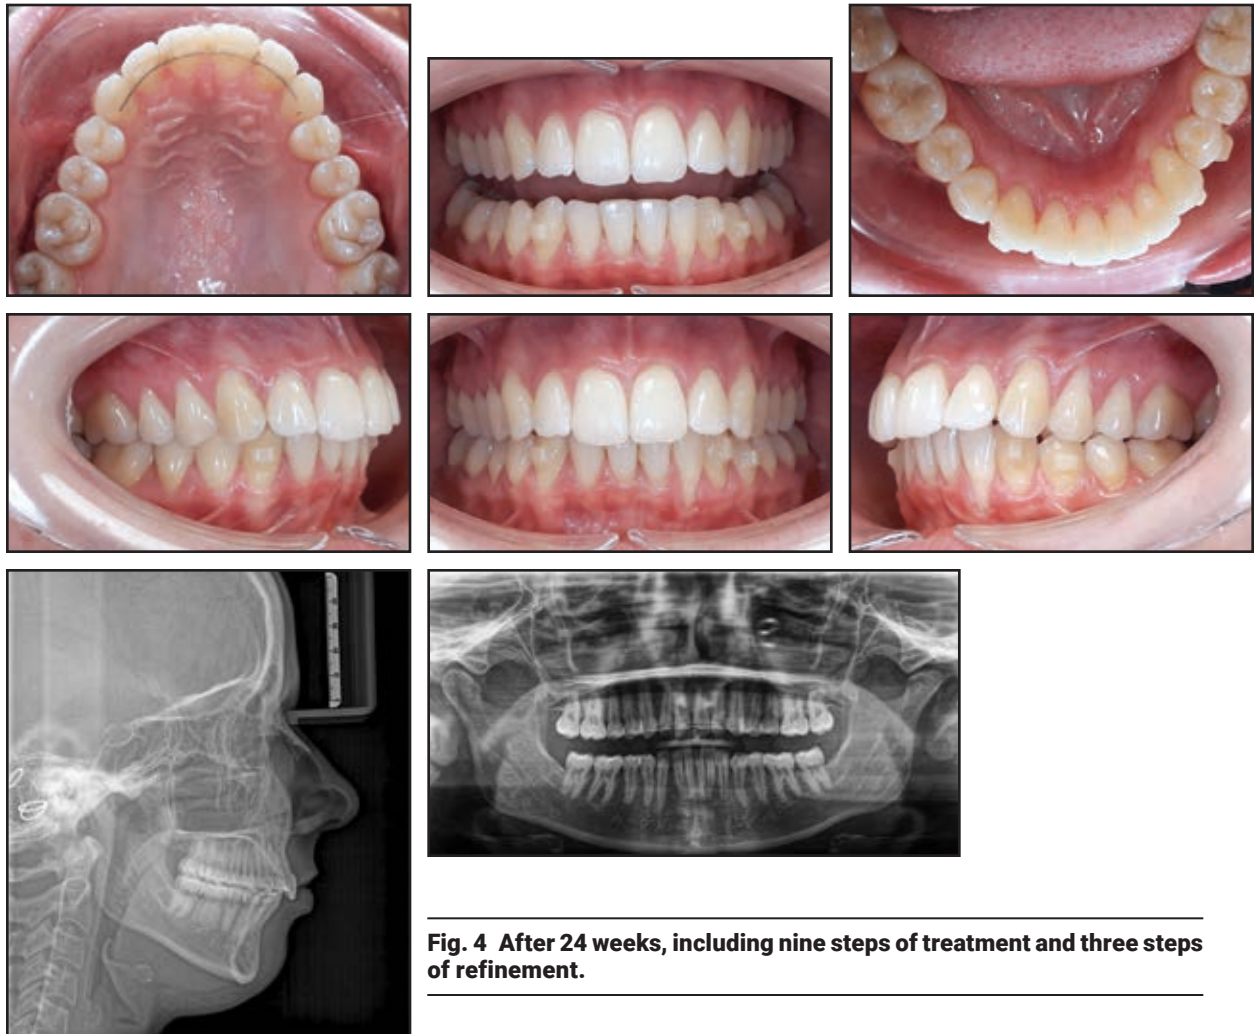 Fig. 4 After 24 weeks, including nine steps of treatment and three steps
of refinement.